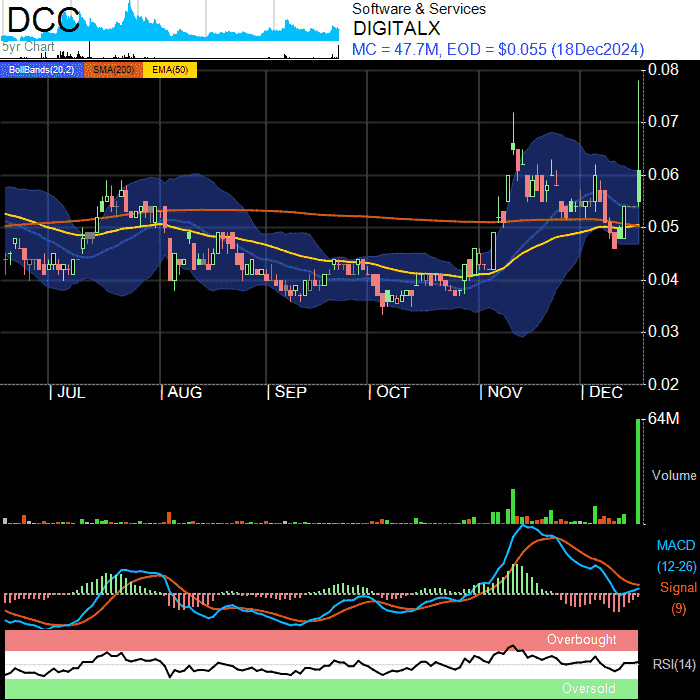 DCC
5yr Chart
Software & Services
DIGITALX
MC = 47.7M, EOD = $0.055 (18Dec2024)
BollBands(20,2) SMA(200) EMA(50)
0.08
0.07
0.06
0.05
0.04
0.03
0.02
JUL AUG SEP OCT NOV DEC
64M
Volume
MACD
(12-26)
Signal
(9)
Overbought
RSI(14)
Oversold